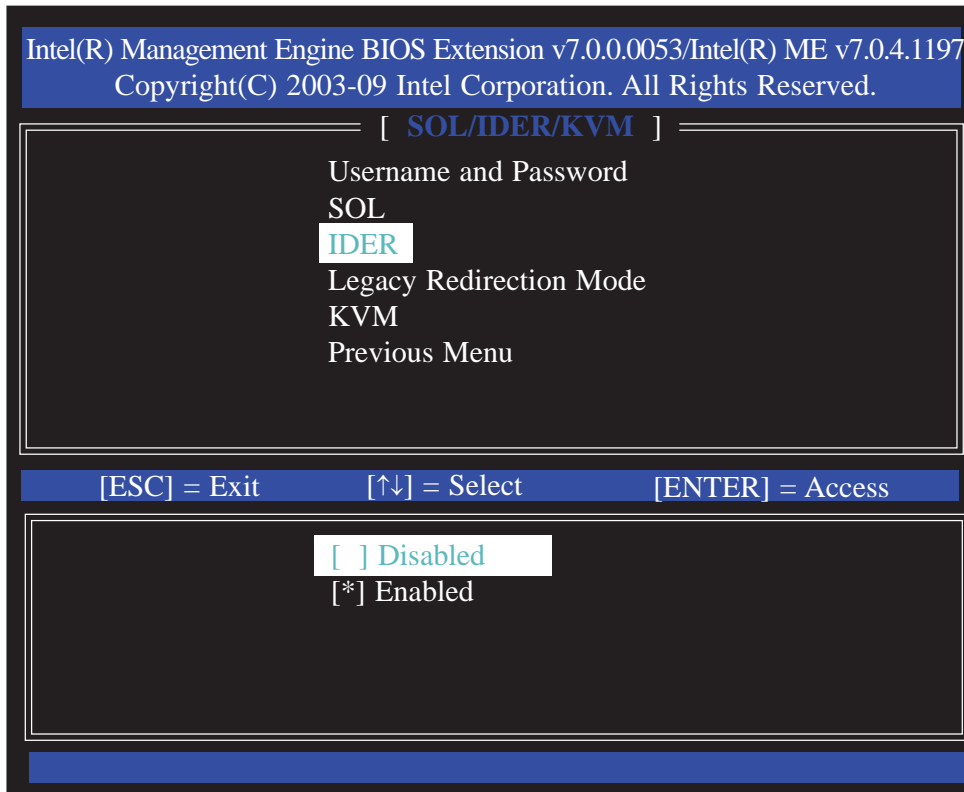 Intel(R) Management Engine BIOS Extension v7.0.0.0053/Intel(R) ME v7.0.4.1197
Copyright(C) 2003-09 Intel Corporation. All Rights Reserved.
[ SOL/IDER/KVM ]
Username and Password
SOL
IDER
Legacy Redirection Mode
KVM
Previous Menu
[ESC] = Exit [↑↓] = Select [ENTER] = Access
[ ] Disabled
[*] Enabled